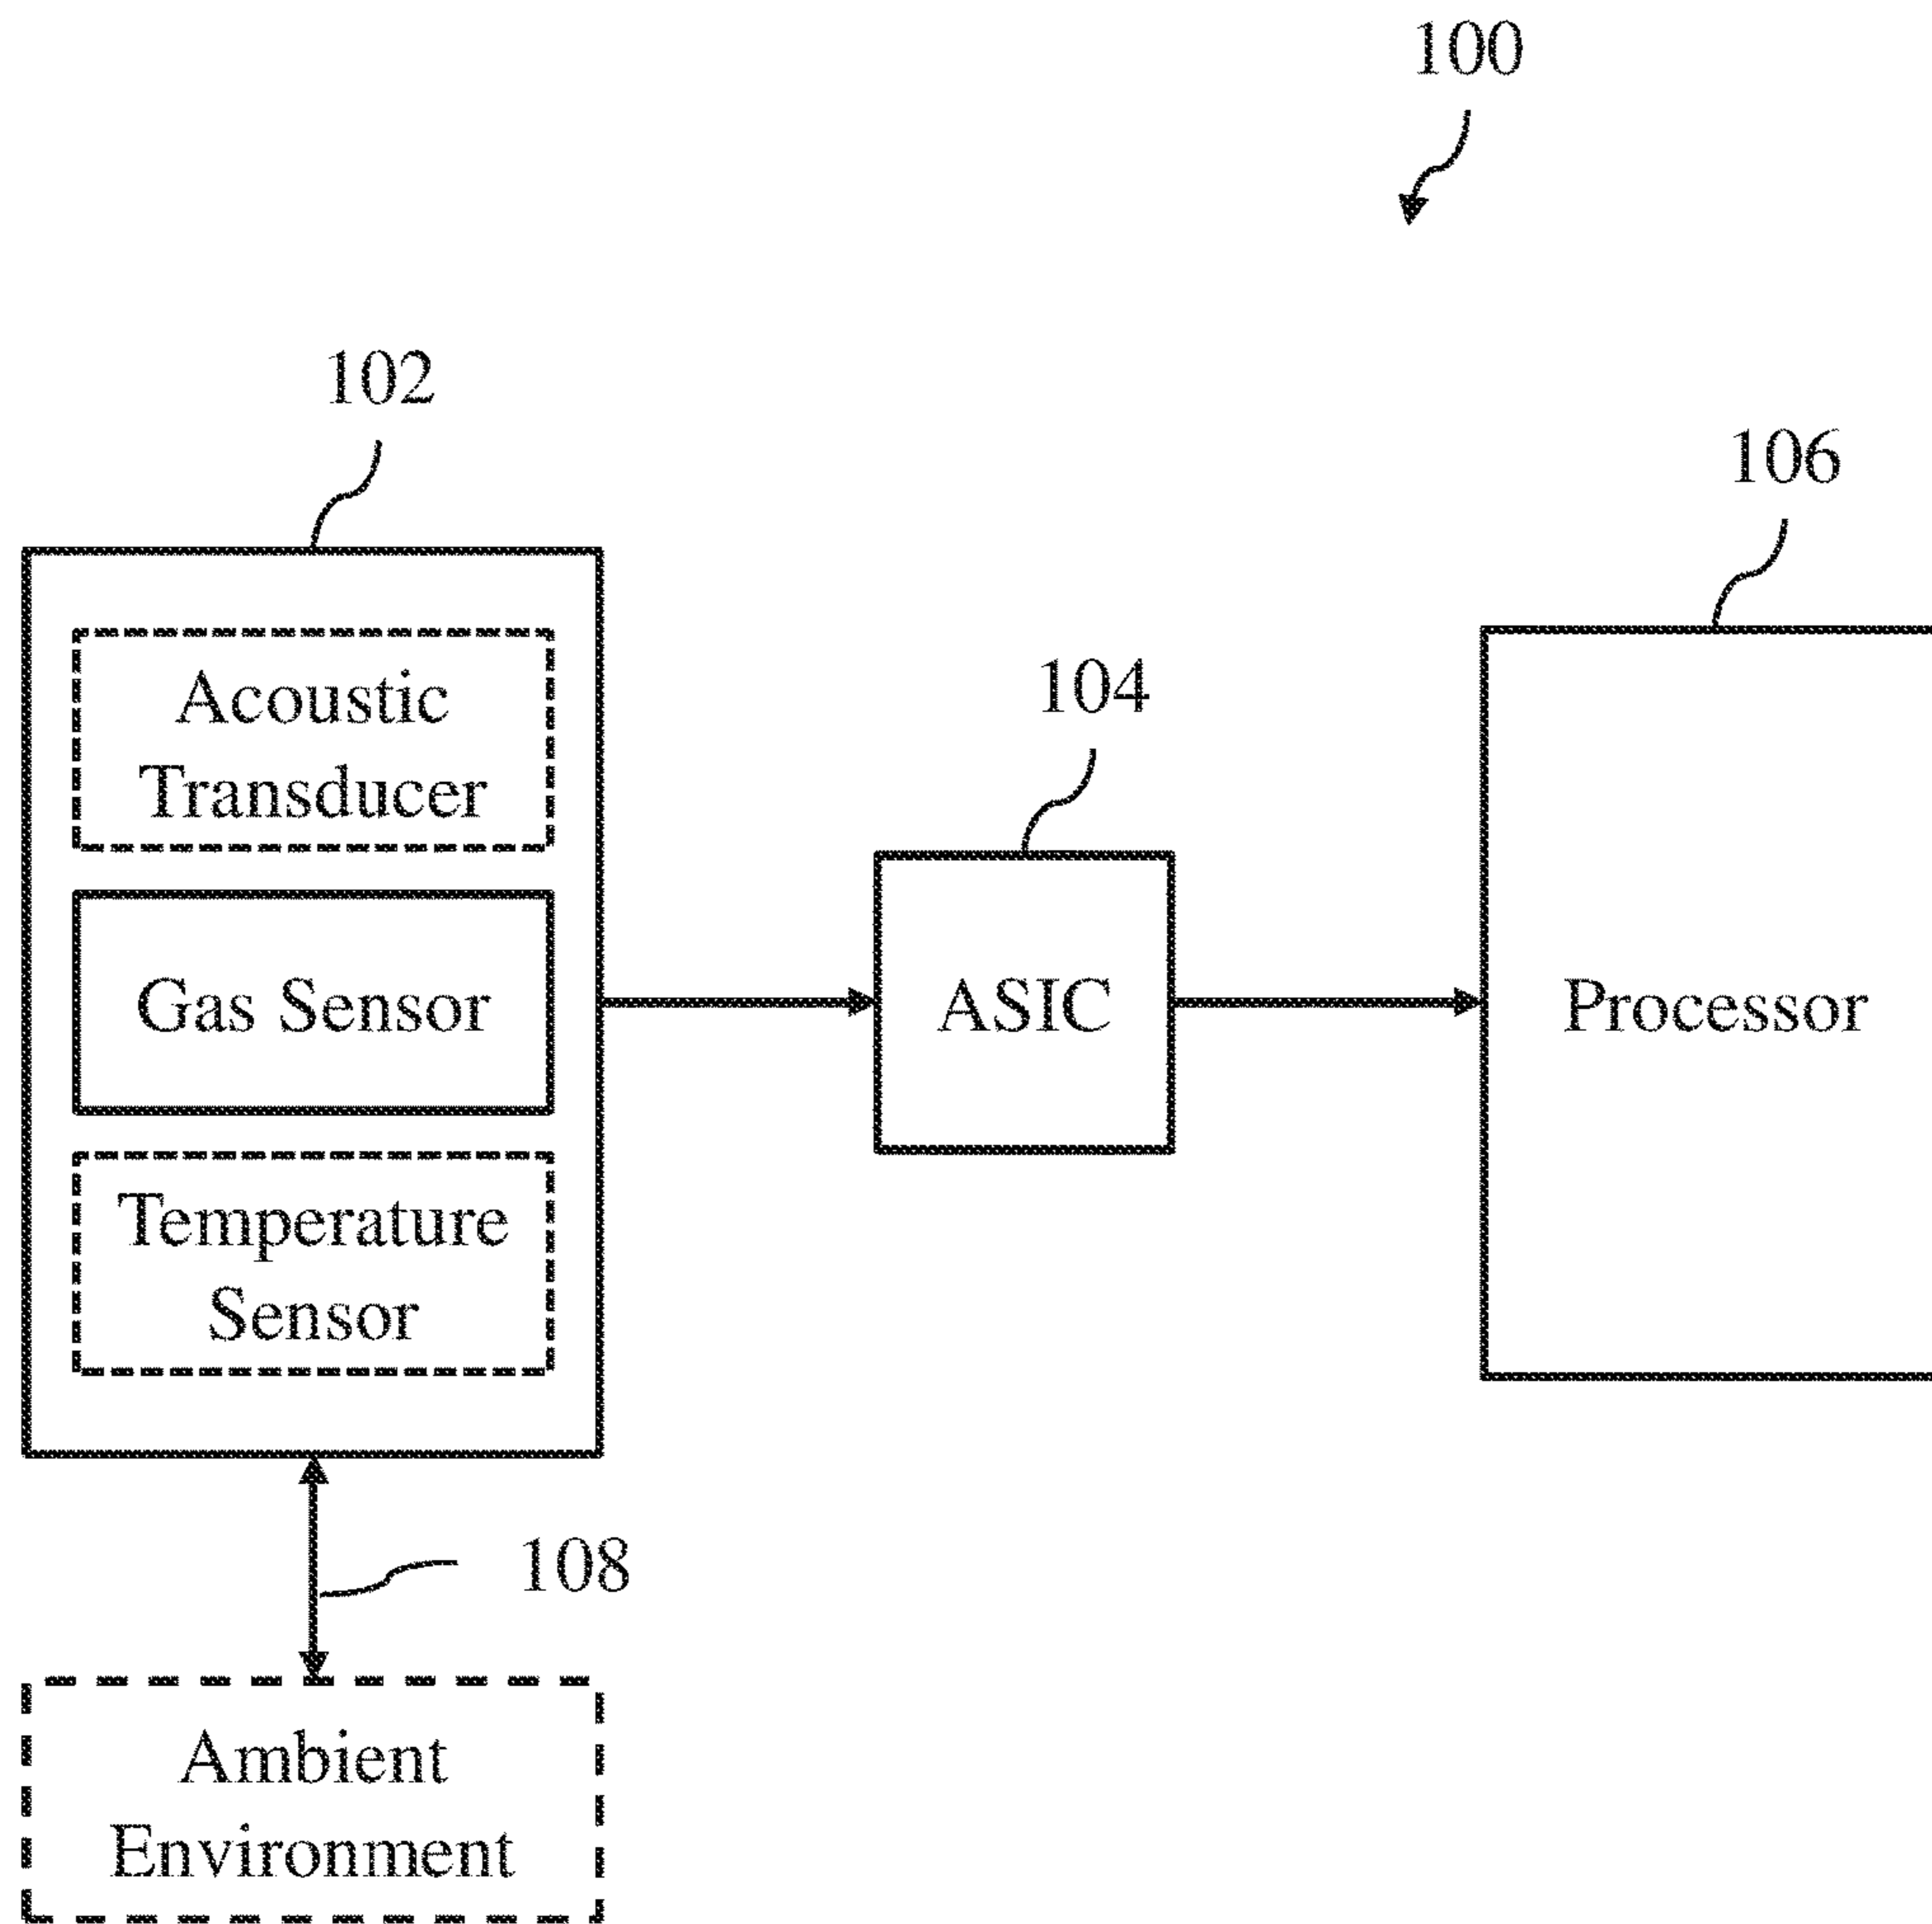 100
102
106
104
Acoustic
Transducer
Gas Sensor
ASIC
Processor
Temperature
Sensor
108
Ambient
Environment